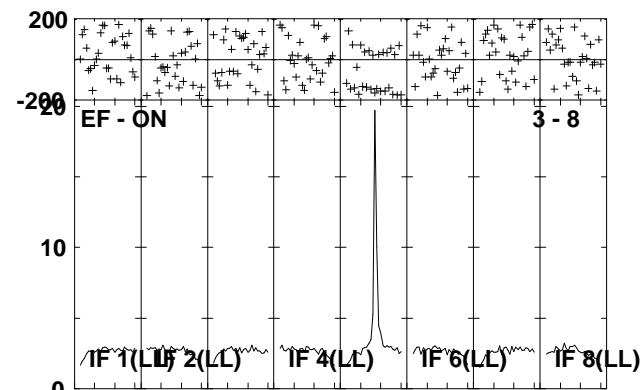 200
-200
20
EF - ON 3 - 8
10
IF 1(LL) IF 2(LL) IF 4(LL) IF 6(LL) IF 8(LL)
0